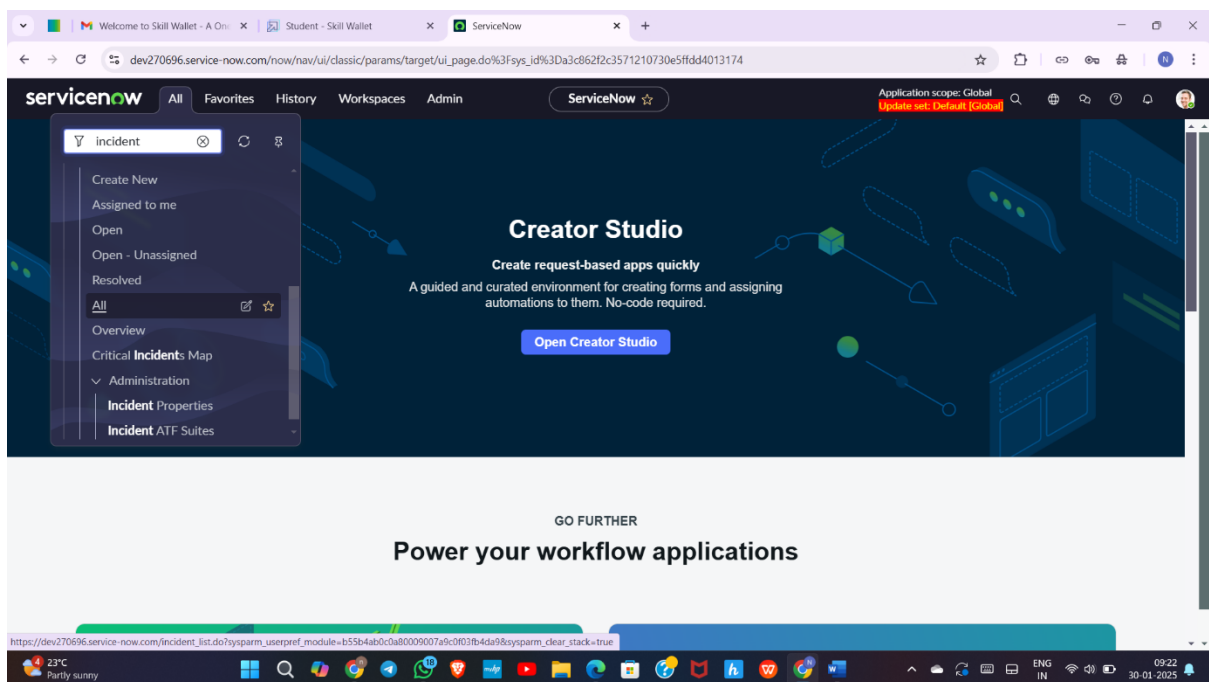 Welcome to Skill Wallet - A On
Student - Skill Wallet
ServiceNow
dev270696.service-now.com/now/nav/ui/classic/params/target/ui_page.do%3Fsys_id%3Da3c862f2c3571210730e5ffdd4013174
N
servicenow
All
Favorites
History
Workspaces
Admin
ServiceNow
Application scope: Global
Update set: Default [Global]
incident
Create New
Assigned to me
Open
Open - Unassigned
Resolved
All
Overview
Critical Incidents Map
Administration
Incident Properties
Incident ATF Suites
Creator Studio
Create request-based apps quickly
A guided and curated environment for creating forms and assigning
automations to them. No-code required.
Open Creator Studio
GO FURTHER
Power your workflow applications
https://dev270696.service-now.com/incident_list.do?sysparm_userpref_module=b55b4ab0c0a80009007a9c0f03fb4da9&sysparm_clear_stack=true
23°C
Partly sunny
ENG
IN
09:22
30-01-2025